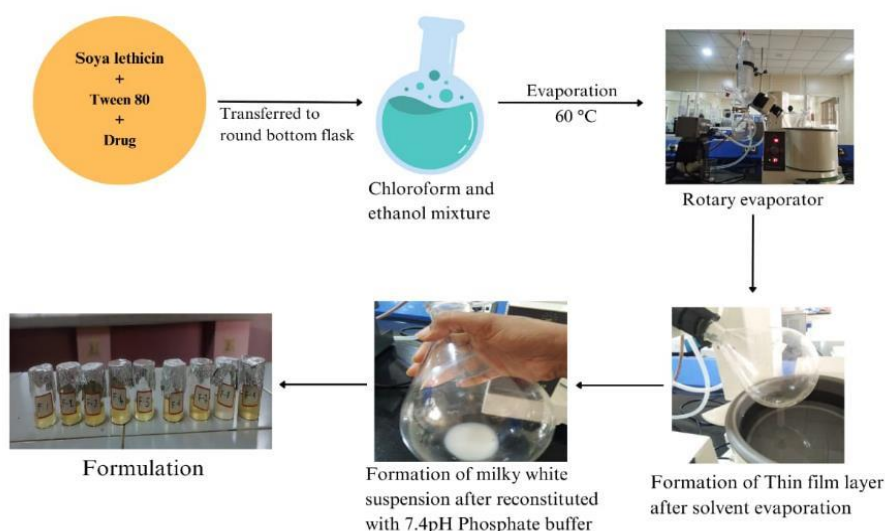 Soya lethicin
+
Tween 80
+
Drug
Transferred to
round bottom flask
Chloroform and
ethanol mixture
Evaporation
60 °C
Rotary evaporator
Formation of Thin film layer
after solvent evaporation
Formation of milky white
suspension after reconstituted
with 7.4pH Phosphate buffer
Formulation